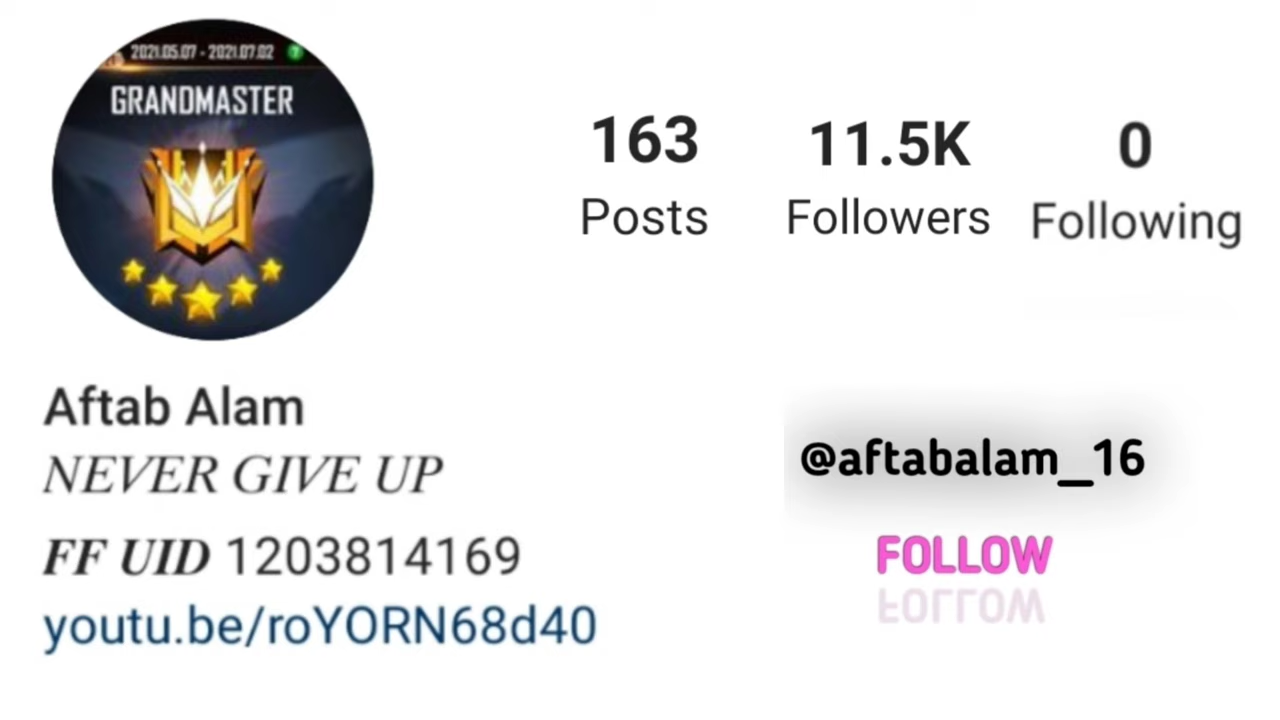 2021.05.07 - 2021.07.02
GRANDMASTER
163
Posts
11.5K
Followers
0
Following
Aftab Alam
NEVER GIVE UP
FF UID 1203814169
youtu.be/roYORN68d40
@aftabalam_16
FOLLOW
FOLLOW